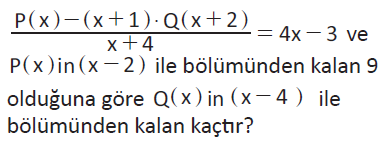 P(x)−(x+1)·Q(x+2)
x+4
= 4x−3 ve
P(x)in(x−2) ile bölümünden kalan 9
olduğuna göre Q(x)in (x−4) ile
bölümünden kalan kaçtır?